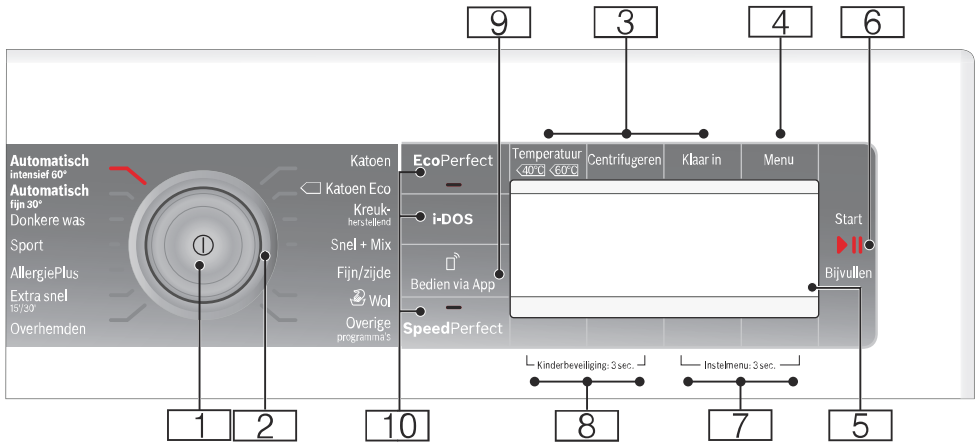 9
3
4
6
Automatisch
intensief 60°
Automatisch
fijn 30°
Donkere was
Sport
AllergiePlus
Extra snel
15'/30'
Overhemden
Katoen
Katoen Eco
Kreuk-
herstellend
Snel + Mix
Fijn/zijde
Wol
Overige
programma's
EcoPerfect
i-DOS
Bedien via App
SpeedPerfect
Temperatuur
40°C 60°C
Centrifugeren
Klaar in
Menu
Start
Bijvullen
Kinderbeveiliging: 3 sec.
Instelmenu: 3 sec.
1
2
10
8
7
5